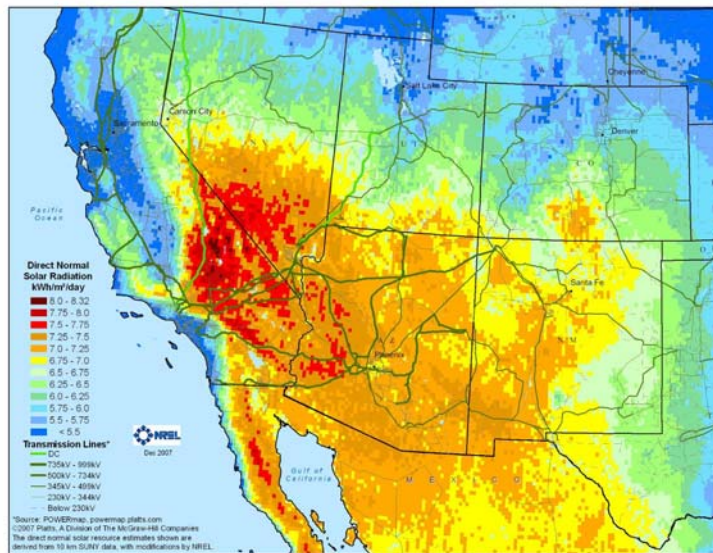 Salt Lake City
Cheyenne
Carson City
Sacramento
Denver
N V
U T
C O
Pacific
Ocean
Direct Normal
Solar Radiation
kWh/m²/day
8.0 - 8.32
7.75 - 8.0
7.5 - 7.75
7.25 - 7.5
7.0 - 7.25
6.75 - 7.0
6.5 - 6.75
6.25 - 6.5
6.0 - 6.25
5.75 - 6.0
5.5 - 5.75
< 5.5
Santa Fe
N M
Phoenix
NREL
Dec 2007
Transmission Lines*
DC
735kV - 999kV
500kV - 734kV
345kV - 499kV
230kV - 344kV
Below 230kV
Gulf of
California
M E X I C O
*Source: POWERmap, powermap.platts.com
©2007 Platts, A Division of The McGraw-Hill Companies
The direct normal solar resource estimates shown are
derived from 10 km SUNY data, with modifications by NREL.